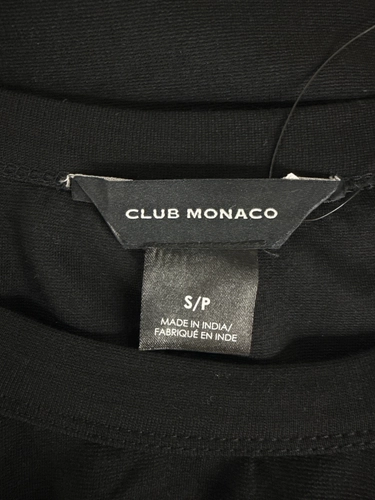 CLUB MONACO
S/P
MADE IN INDIA/
FABRIQUÉ EN INDE